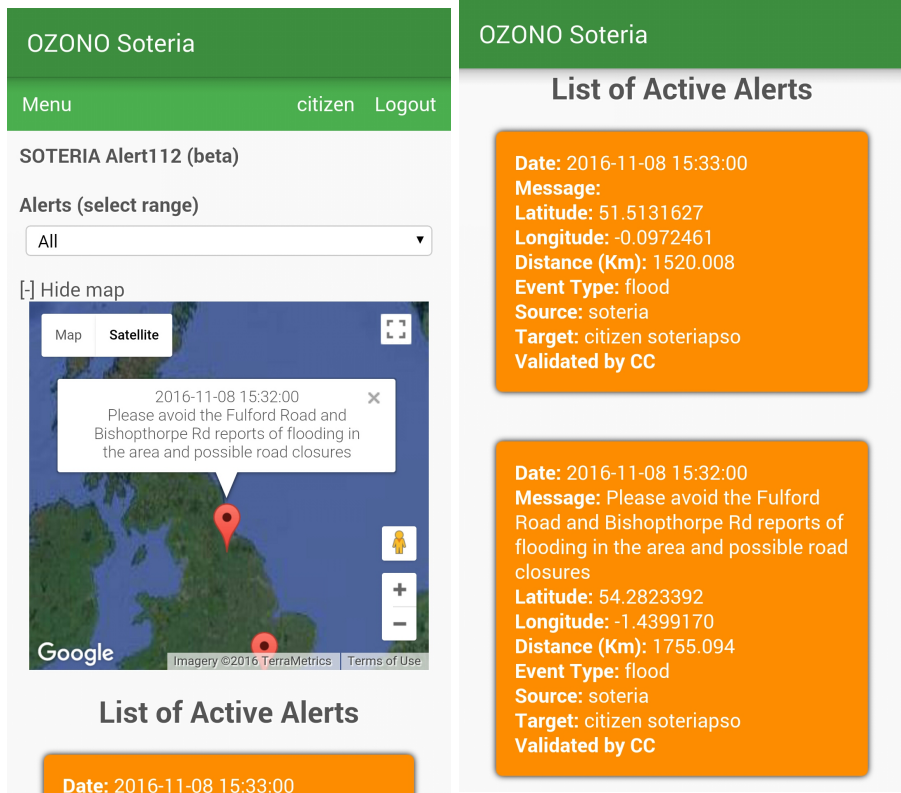 OZONO Soteria
Menu citizen Logout
SOTERIA Alert112 (beta)
Alerts (select range)
All
[-] Hide map
Map Satellite
2016-11-08 15:32:00
Please avoid the Fulford Road and
Bishopthorpe Rd reports of flooding in
the area and possible road closures
Google
Imagery ©2016 TerraMetrics Terms of Use
List of Active Alerts
Date: 2016-11-08 15:33:00
OZONO Soteria
List of Active Alerts
Date: 2016-11-08 15:33:00
Message:
Latitude: 51.5131627
Longitude: -0.0972461
Distance (Km): 1520.008
Event Type: flood
Source: soteria
Target: citizen soteriapso
Validated by CC
Date: 2016-11-08 15:32:00
Message: Please avoid the Fulford
Road and Bishopthorpe Rd reports of
flooding in the area and possible road
closures
Latitude: 54.2823392
Longitude: -1.4399170
Distance (Km): 1755.094
Event Type: flood
Source: soteria
Target: citizen soteriapso
Validated by CC